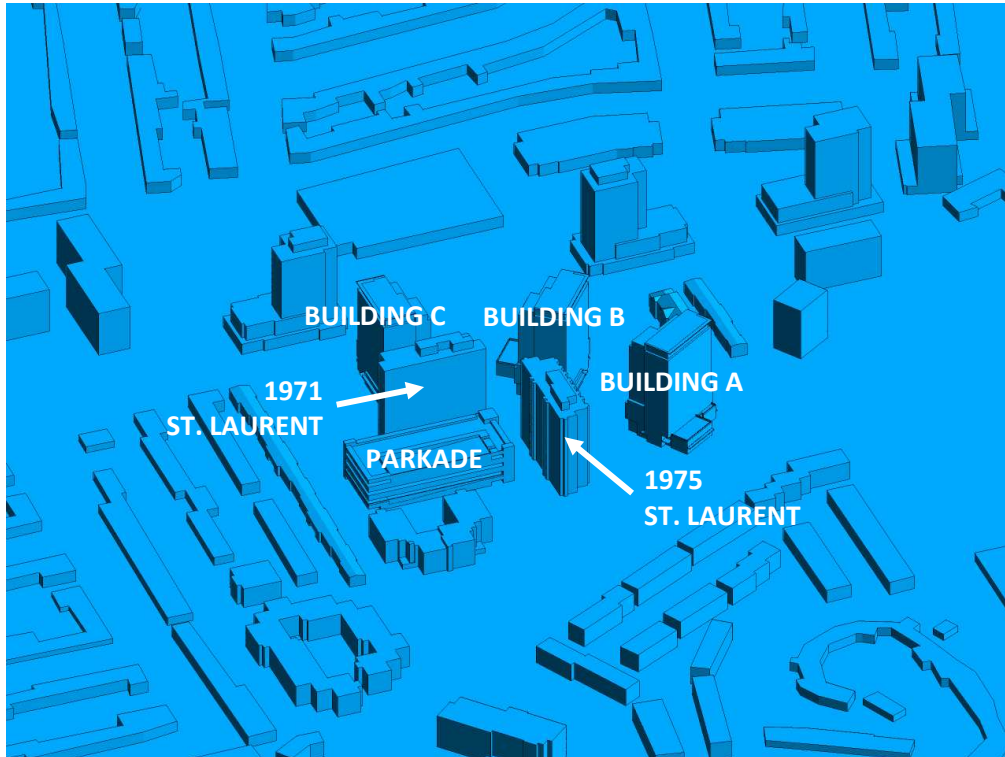 BUILDING C
BUILDING B
BUILDING A
1971
ST. LAURENT
PARKADE
1975
ST. LAURENT